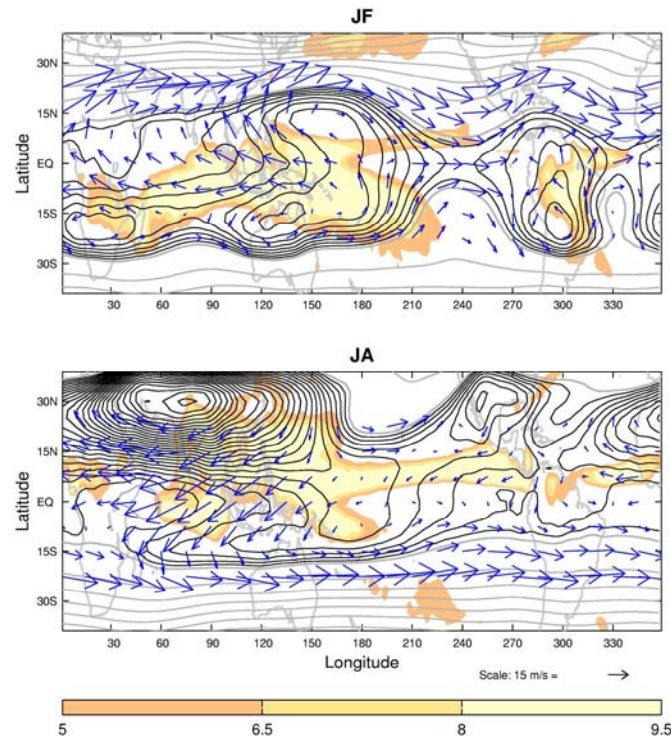 JF
30N
15N
EQ
15S
30S
Latitude
30 60 90 120 150 180 210 240 270 300 330
JA
30N
15N
EQ
15S
30S
Latitude
30 60 90 120 150 180 210 240 270 300 330
Longitude
Scale: 15 m/s =
5 6.5 8 9.5